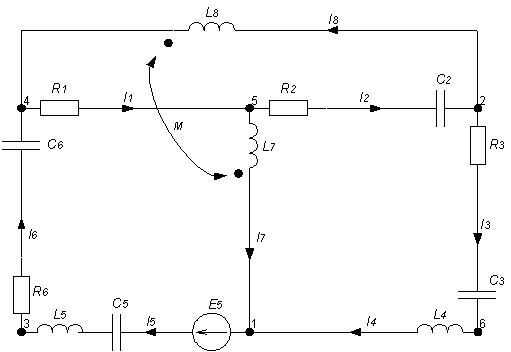 L8 I8
4 R1 I1 5 R2 I2 C2 2
M L7
C6 R3
I6 I7 I3
R6 C3
3 L5 C5 I5 E5 1 I4 L4 6